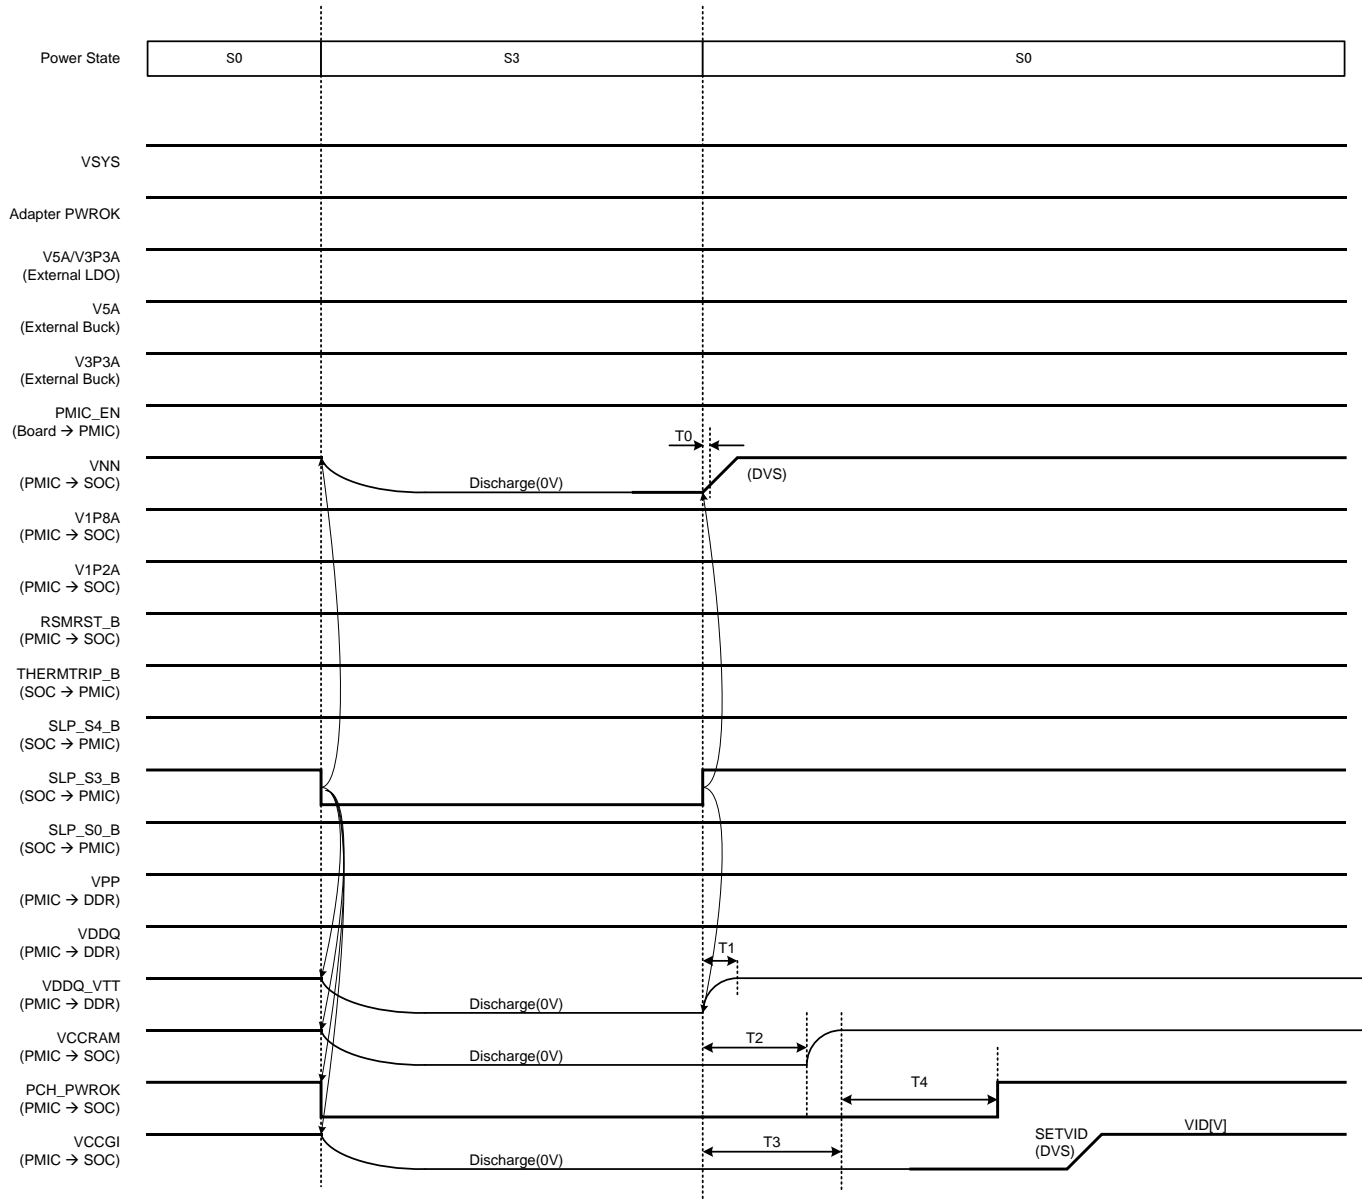 Power State
S0
S3
S0
VSYS
Adapter PWROK
V5A/V3P3A
(External LDO)
V5A
(External Buck)
V3P3A
(External Buck)
PMIC_EN
(Board → PMIC)
T0
VNN
(PMIC → SOC)
Discharge(0V)
(DVS)
V1P8A
(PMIC → SOC)
V1P2A
(PMIC → SOC)
RSMRST_B
(PMIC → SOC)
THERMTRIP_B
(SOC → PMIC)
SLP_S4_B
(SOC → PMIC)
SLP_S3_B
(SOC → PMIC)
SLP_S0_B
(SOC → PMIC)
VPP
(PMIC → DDR)
VDDQ
(PMIC → DDR)
T1
VDDQ_VTT
(PMIC → DDR)
Discharge(0V)
VCCRAM
(PMIC → SOC)
Discharge(0V)
T2
PCH_PWROK
(PMIC → SOC)
T4
VCCGI
(PMIC → SOC)
Discharge(0V)
T3
SETVID
(DVS)
VID[V]